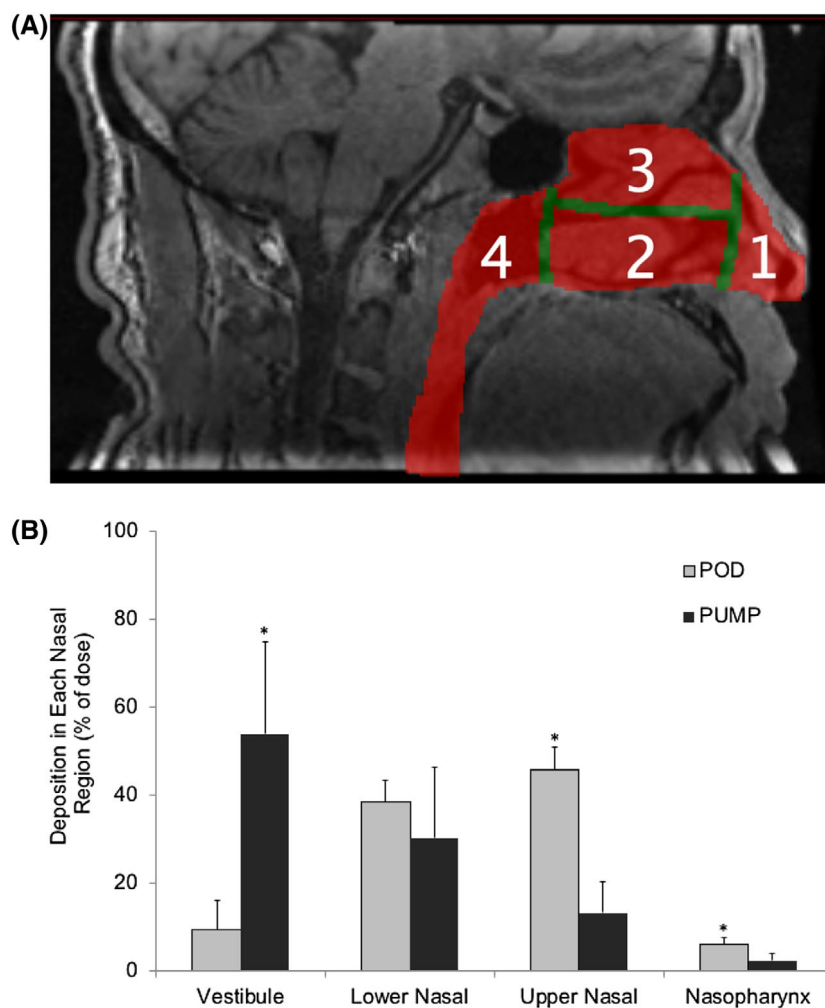 (A)
3
4
2
1
(B)
Deposition in Each Nasal
Region (% of dose)
100
80
60
40
20
0
POD
PUMP
*
*
*
Vestibule
Lower Nasal
Upper Nasal
Nasopharynx